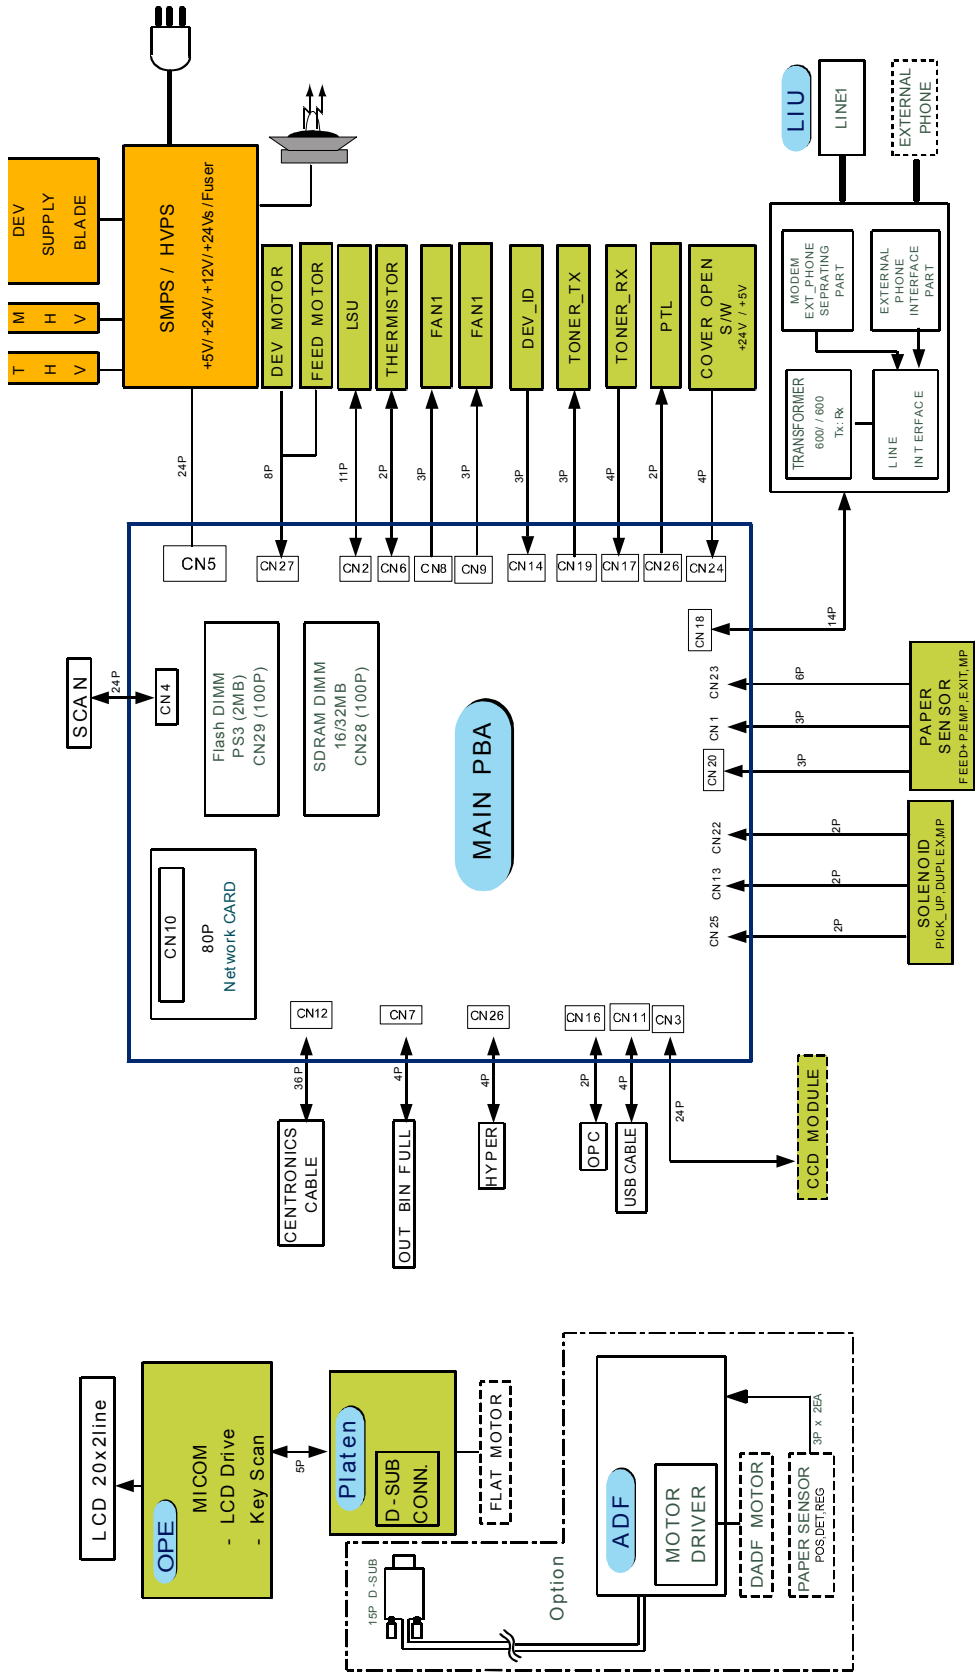 DEV
SUPPLY
BLADE
M
H
V
T
H
V
SMPS / HVPS
+5V/+24V/+12V/+24Vs/Fuser
DEV MOTOR
FEED MOTOR
LSU
THERMISTOR
FAN1
FAN1
DEV_ID
TONER_TX
TONER_RX
PTL
COVER OPEN
S/W
+24V / +5V
24P
8P
11P
2P
3P
3P
3P
3P
4P
2P
4P
CN5
CN27
CN2
CN6
CN8
CN9
CN14
CN19
CN17
CN26
CN24
LIU
LINE1
EXTERNAL
PHONE
MODEM
EXT_PHONE
SEPRATING
PART
EXTERNAL
PHONE
INTERFACE
PART
TRANSFORMER
600/ / 600
Tx: Rx
LINE
INTERFACE
14P
CN18
SCAN
24P
CN4
Flash DIMM
PS3 (2MB)
CN29 (100P)
SDRAM DIMM
16/32MB
CN28 (100P)
MAIN PBA
CN10
80P
Network CARD
CN23
CN1
CN20
CN22
CN13
CN25
6P
3P
3P
2P
2P
2P
PAPER
SENSOR
FEED+P.EMP,EXIT,MP
SOLENOID
PICK_UP,DUPLEX,MP
CN12
CN7
CN26
CN16
CN11
CN3
36P
4P
4P
2P
4P
24P
CENTRONICS
CABLE
OUT BIN FULL
HYPER
OPC
USB CABLE
CCD MODULE
LCD 20x2line
OPE
MICOM
- LCD Drive
- Key Scan
5P
Platen
D-SUB
CONN.
FLAT MOTOR
15P D-SUB
Option
ADF
MOTOR
DRIVER
DADF MOTOR
PAPER SENSOR
POS,DET,REG
3P x 2EA